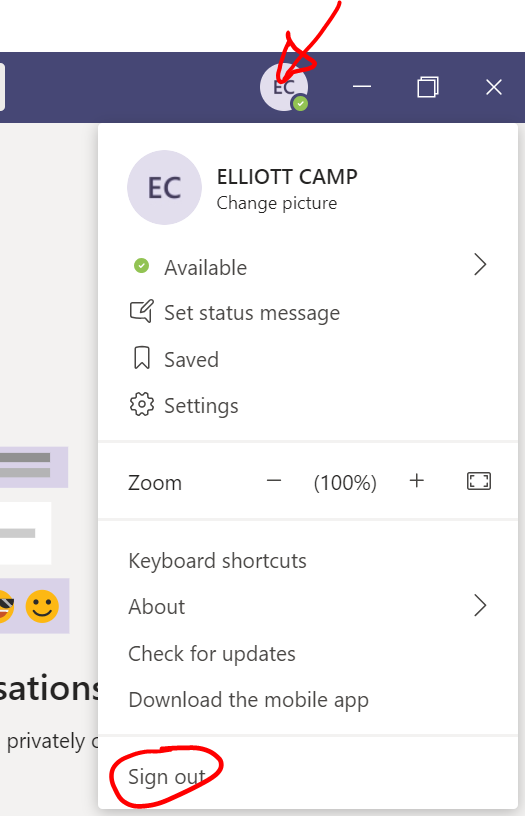 EC
EC
ELLIOTT CAMP
Change picture
Available
Set status message
Saved
Settings
Zoom (100%)
Keyboard shortcuts
About
Check for updates
Download the mobile app
privately
Sign out